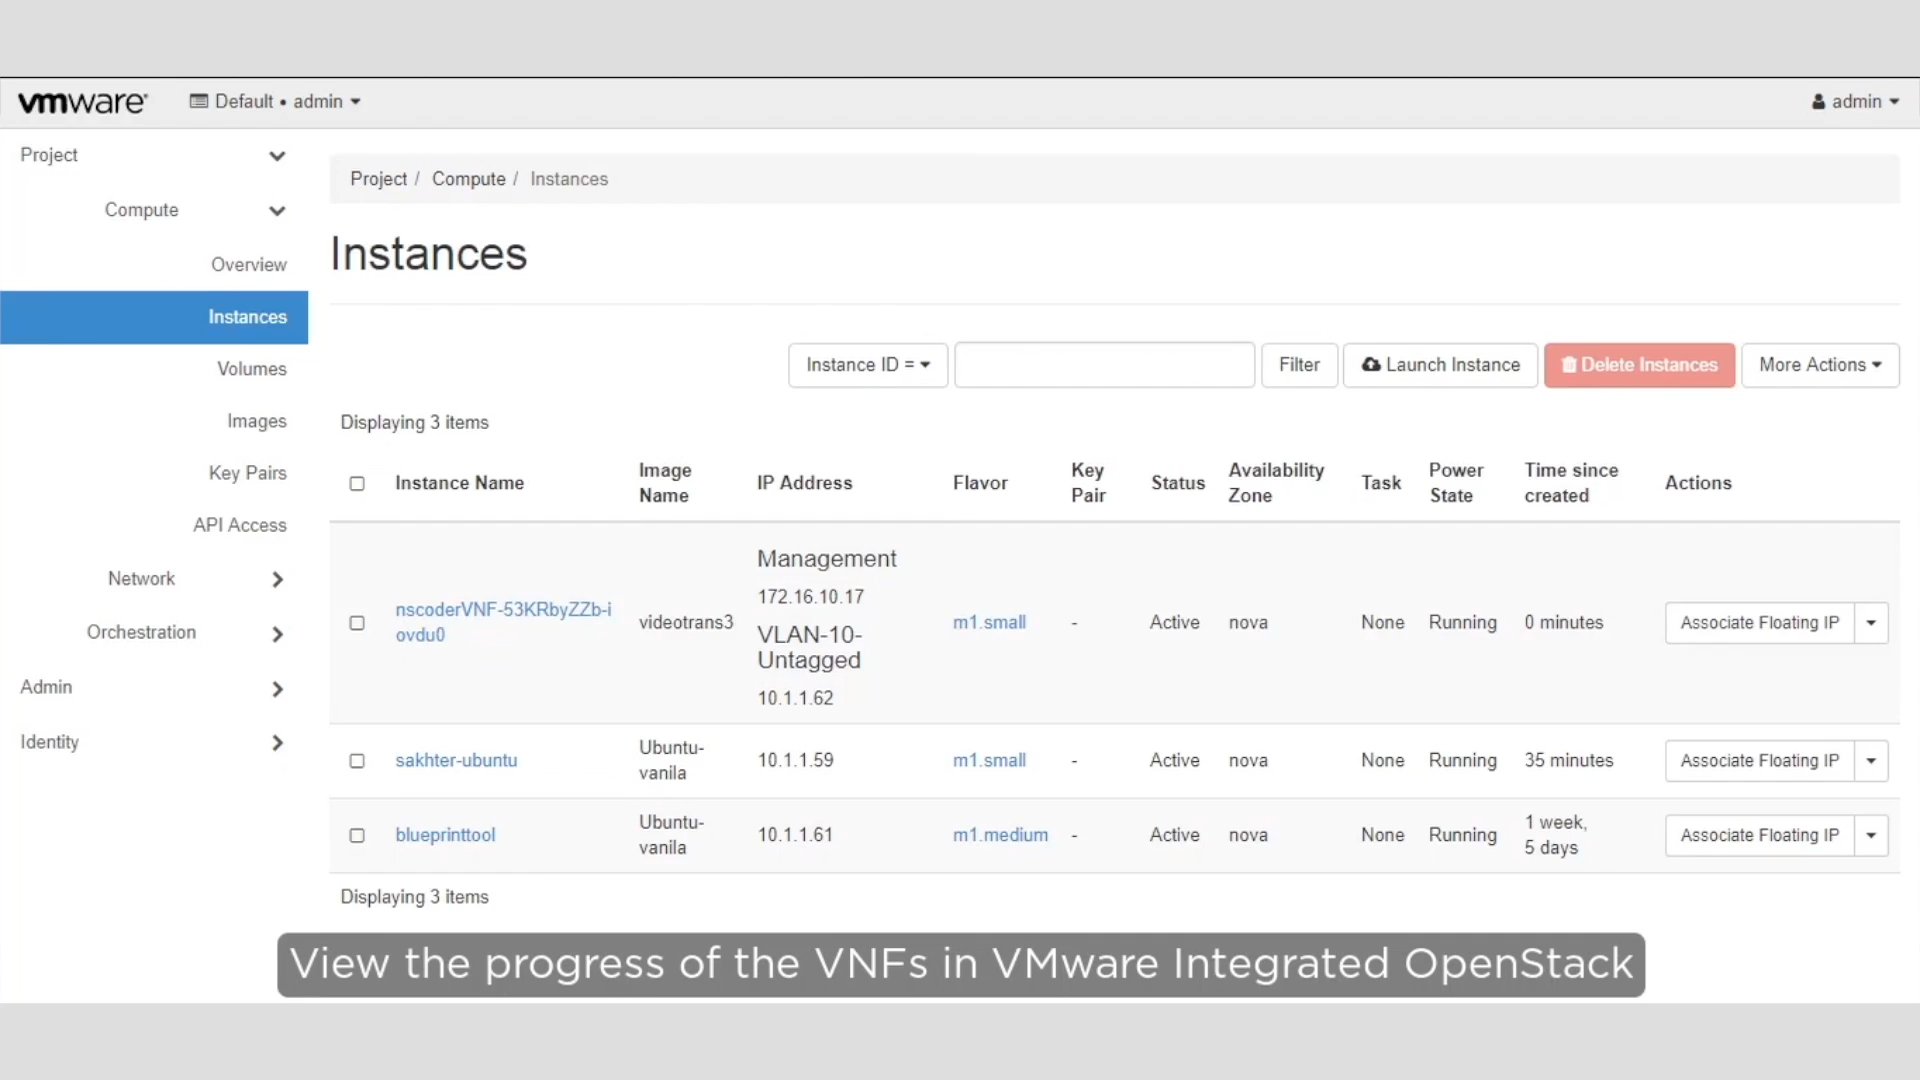 vmware
Default • admin
admin
Project
Compute
Overview
Instances
Volumes
Images
Key Pairs
API Access
Network
Orchestration
Admin
Identity
Project / Compute / Instances
Instances
Instance ID =
Filter
Launch Instance
Delete Instances
More Actions
Displaying 3 items
Instance Name
Image
Name
IP Address
Flavor
Key
Pair
Status
Availability
Zone
Task
Power
State
Time since
created
Actions
nscoderVNF-53KRbyZZb-i
ovdu0
videotrans3
Management
172.16.10.17
VLAN-10-
Untagged
10.1.1.62
m1.small
-
Active
nova
None
Running
0 minutes
Associate Floating IP
sakhter-ubuntu
Ubuntu-
vanila
10.1.1.59
m1.small
-
Active
nova
None
Running
35 minutes
Associate Floating IP
blueprinttool
Ubuntu-
vanila
10.1.1.61
m1.medium
-
Active
nova
None
Running
1 week,
5 days
Associate Floating IP
Displaying 3 items
View the progress of the VNFs in VMware Integrated OpenStack